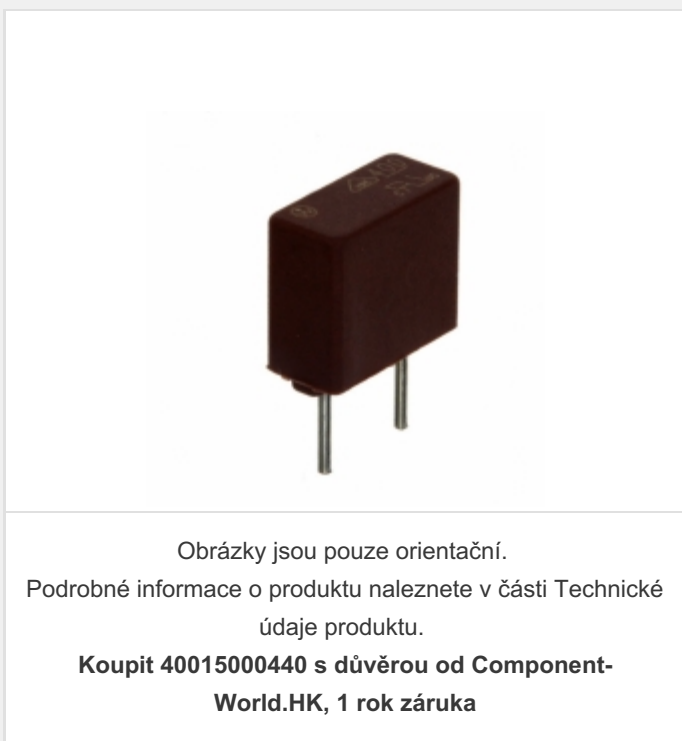 Obrázky jsou pouze orientační.
Podrobné informace o produktu naleznete v části Technické
údaje produktu.
Koupit 40015000440 s důvěrou od Component-
World.HK, 1 rok záruka